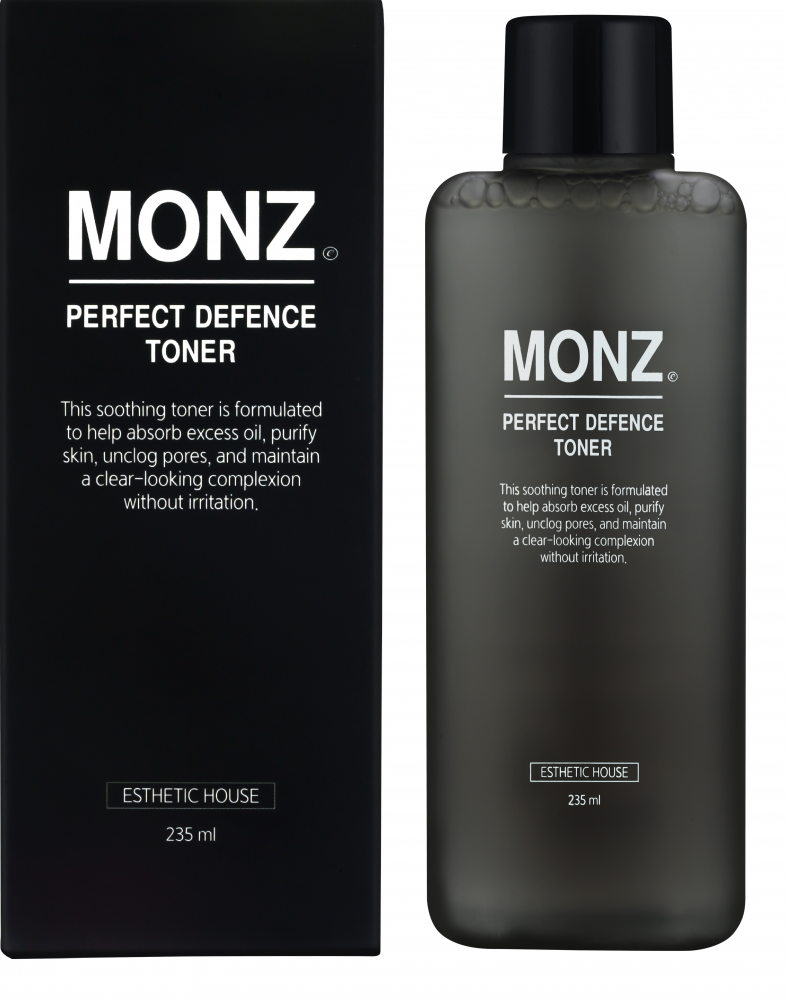 MONZ©
PERFECT DEFENCE
TONER
This soothing toner is formulated
to help absorb excess oil, purify
skin, unclog pores, and maintain
a clear-looking complexion
without irritation.
ESTHETIC HOUSE
235 ml
MONZ©
PERFECT DEFENCE
TONER
This soothing toner is formulated
to help absorb excess oil, purify
skin, unclog pores, and maintain
a clear-looking complexion
without irritation.
ESTHETIC HOUSE
235 ml